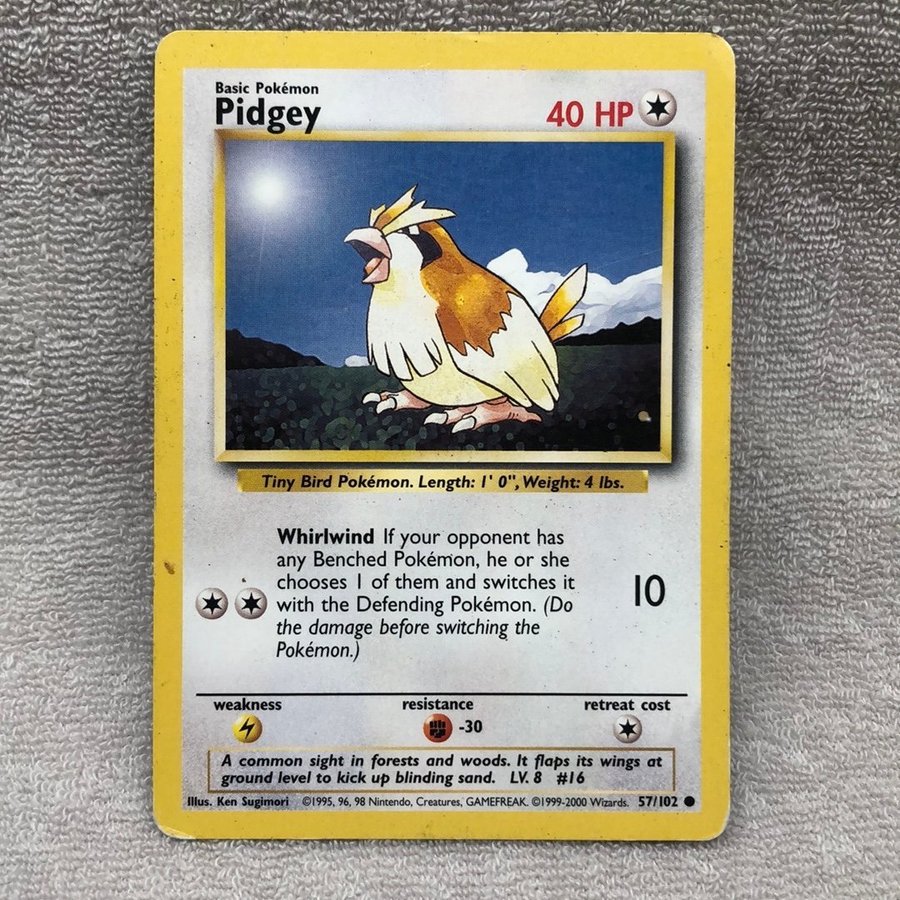 Basic Pokémon
Pidgey
40 HP
Tiny Bird Pokémon. Length: 1' 0", Weight: 4 lbs.
Whirlwind If your opponent has
any Benched Pokémon, he or she
chooses 1 of them and switches it
with the Defending Pokémon. (Do
the damage before switching the
Pokémon.)
10
weakness resistance retreat cost
-30
A common sight in forests and woods. It flaps its wings at
ground level to kick up blinding sand. LV. 8 #16
Illus. Ken Sugimori ©1995, 96, 98 Nintendo, Creatures, GAMEFREAK. ©1999-2000 Wizards. 57/102